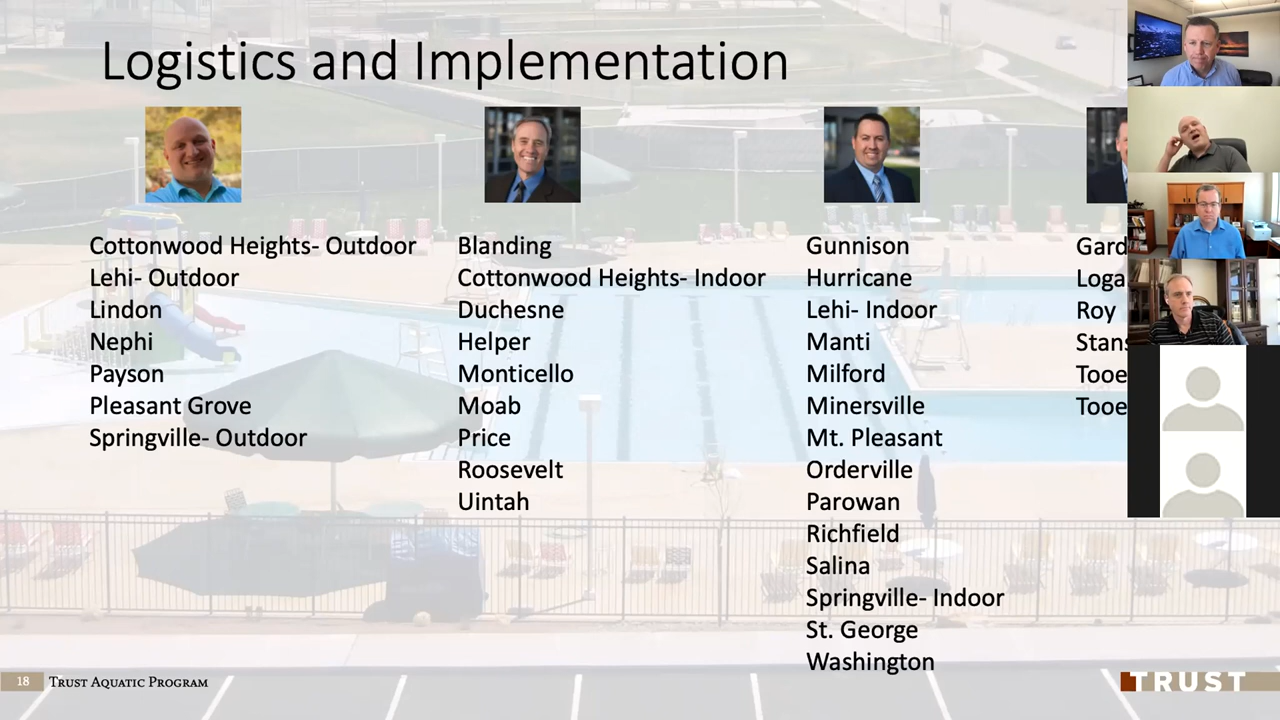 Logistics and Implementation
Cottonwood Heights- Outdoor
Lehi- Outdoor
Lindon
Nephi
Payson
Pleasant Grove
Springville- Outdoor
Blanding
Cottonwood Heights- Indoor
Duchesne
Helper
Monticello
Moab
Price
Roosevelt
Uintah
Gunnison
Hurricane
Lehi- Indoor
Manti
Milford
Minersville
Mt. Pleasant
Orderville
Parowan
Richfield
Salina
Springville- Indoor
St. George
Washington
Roy
18 Trust Aquatic Program
TRUST